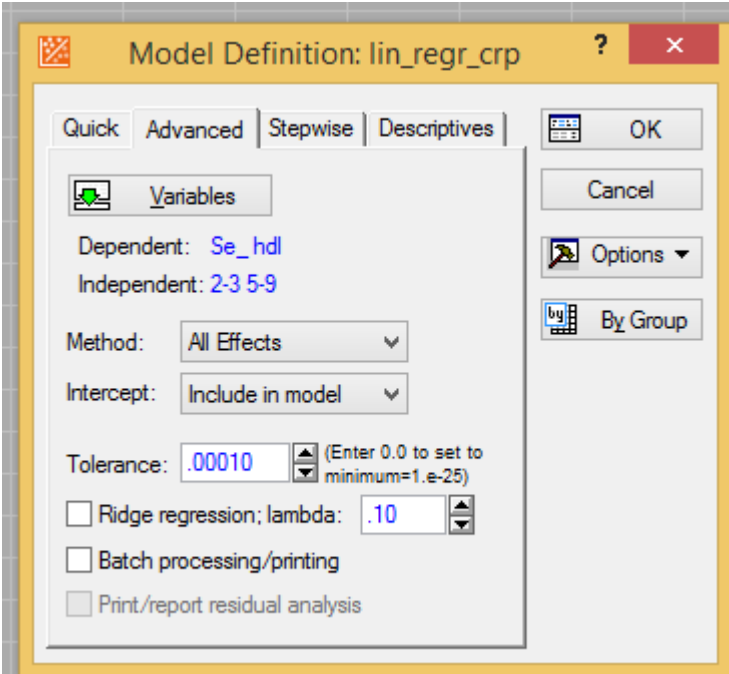 Model Definition: lin_regr_crp ? ×
Quick Advanced Stepwise Descriptives
OK
Variables
Cancel
Dependent: Se_hdl
Options
Independent: 2-3 5-9
by By Group
Method: All Effects
Intercept: Include in model
Tolerance: .00010 (Enter 0.0 to set to
minimum=1.e-25)
Ridge regression; lambda: .10
Batch processing/printing
Print/report residual analysis